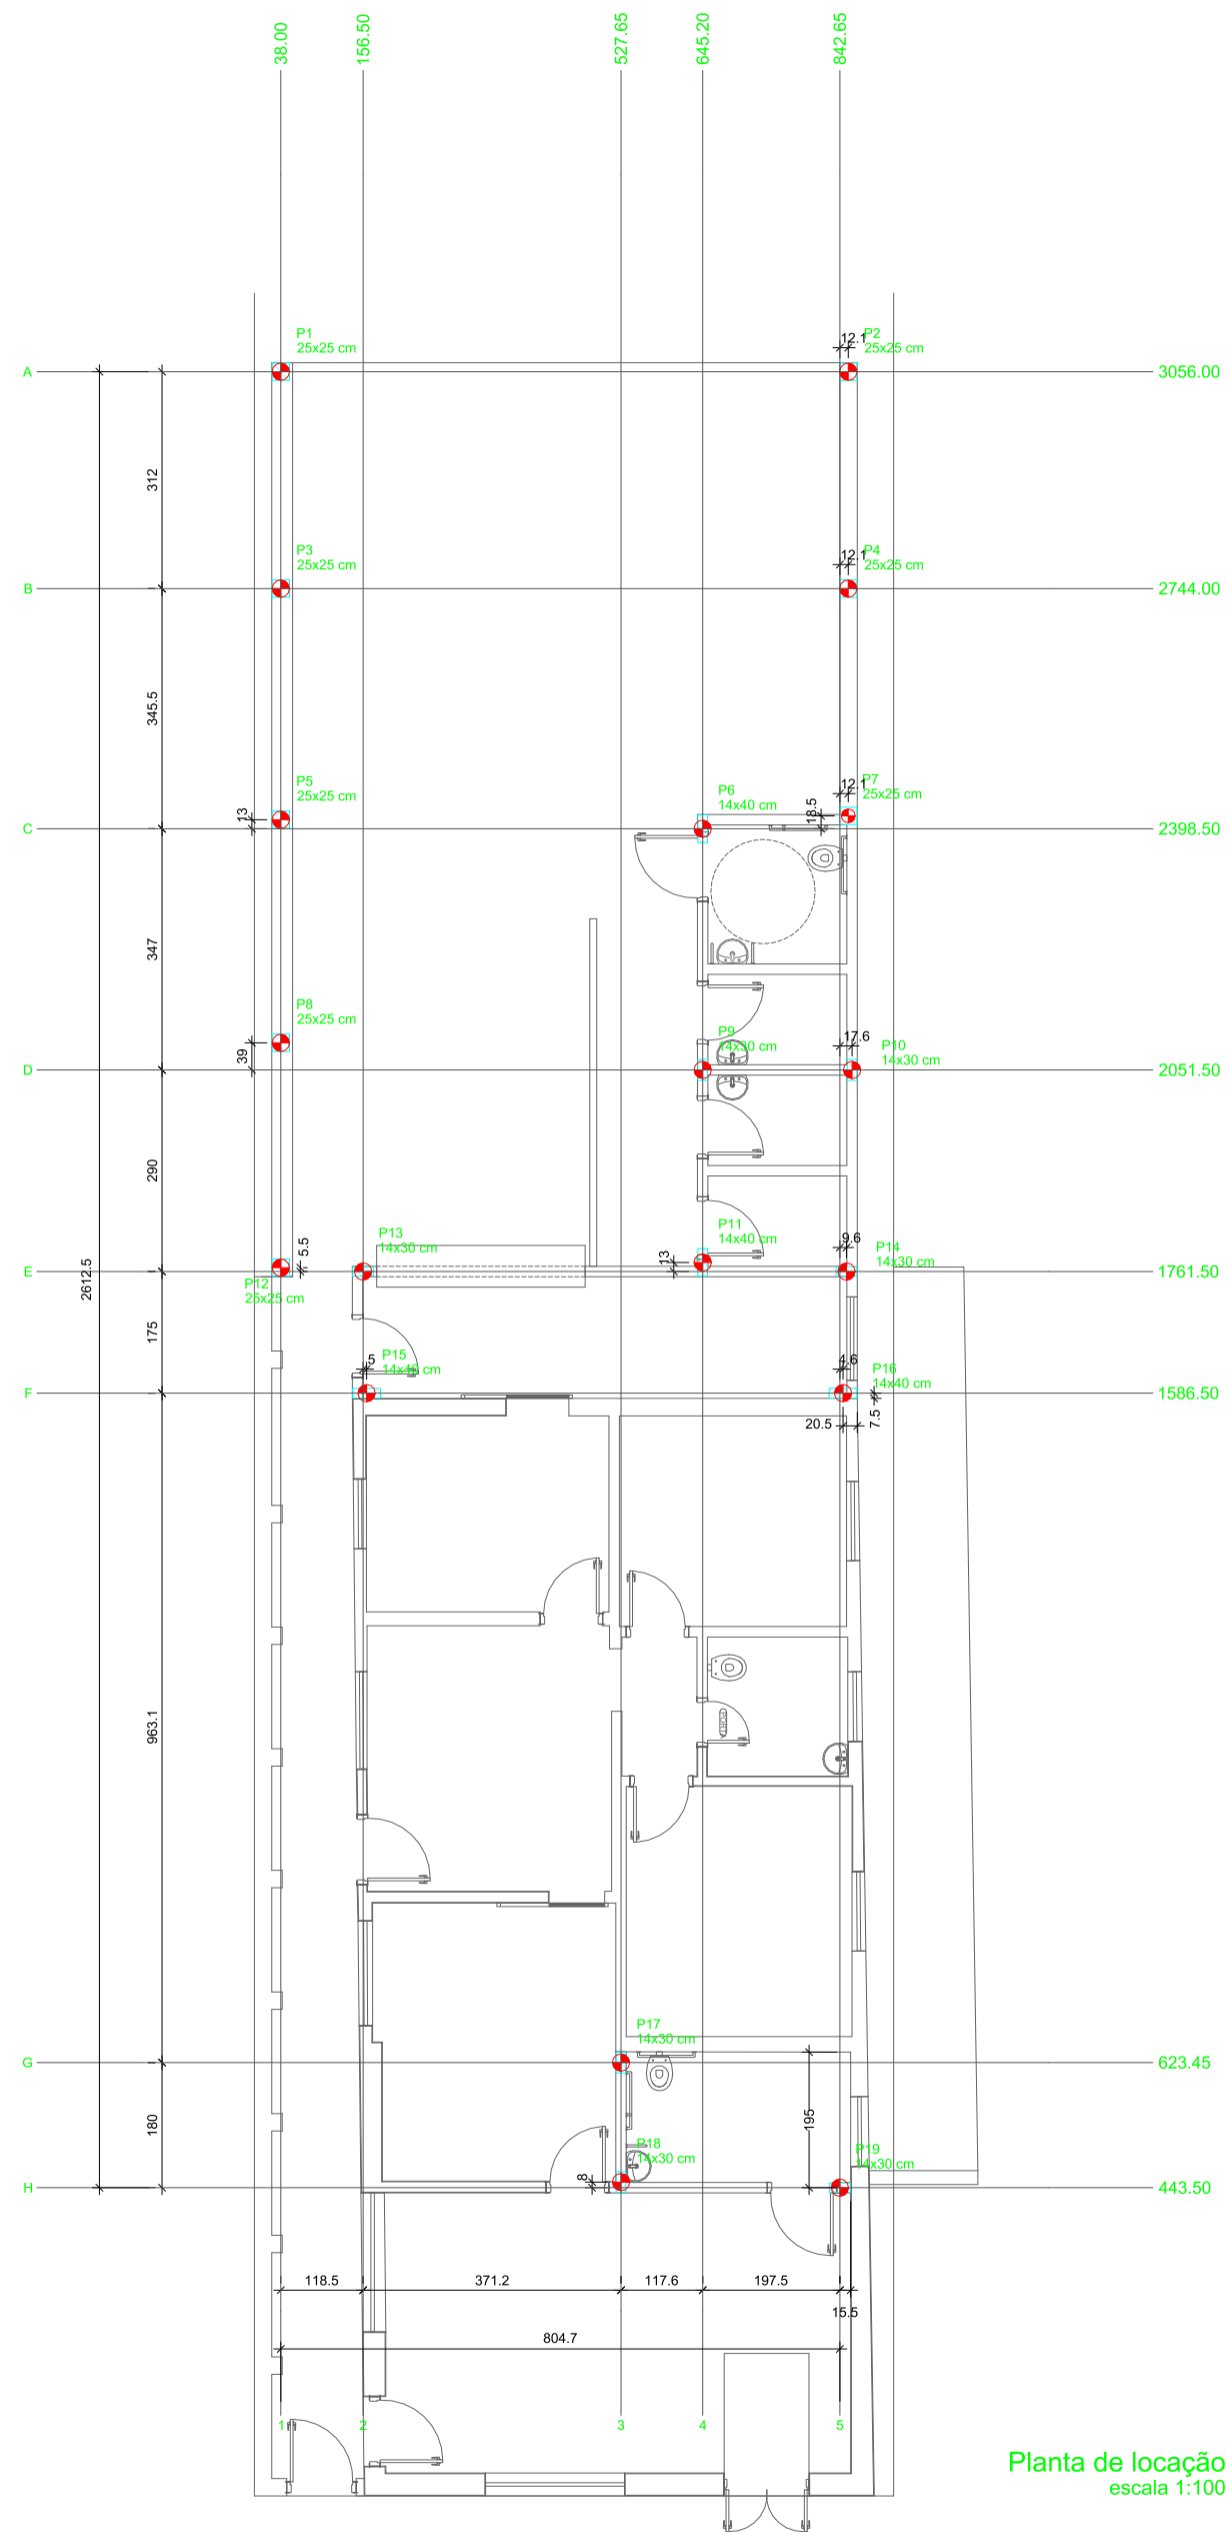 38.00
156.50
527.65
645.20
842.65
P1
25x25 cm
12.1
P2
25x25 cm
A
3056.00
312
P3
25x25 cm
12.1
P4
25x25 cm
B
2744.00
345.5
P5
25x25 cm
13
P6
14x40 cm
18.5
12.1
P7
25x25 cm
C
2398.50
347
P8
25x25 cm
39
P9
14x30 cm
17.6
P10
14x30 cm
D
2051.50
290
2612.5
P11
14x40 cm
13
P13
14x30 cm
5.5
9.6
P14
14x30 cm
E
1761.50
P12
25x25 cm
175
5
P15
14x40 cm
4.6
P16
14x40 cm
F
1586.50
20.5
7.5
963.1
PORT
P17
14x30 cm
G
623.45
180
195
P18
14x30 cm
8
P19
14x30 cm
H
443.50
118.5
371.2
117.6
197.5
15.5
804.7
1
2
3
4
5
Planta de locação
escala 1:100